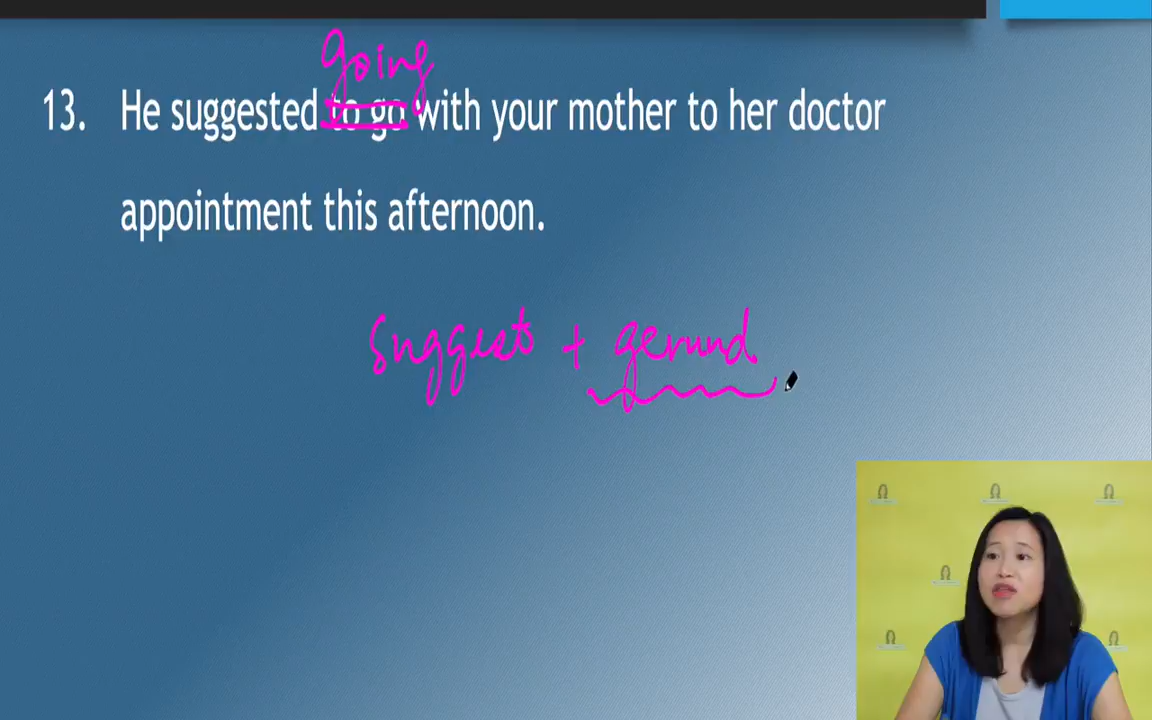 going
13. He suggested to go with your mother to her doctor
appointment this afternoon.
suggest + gerund